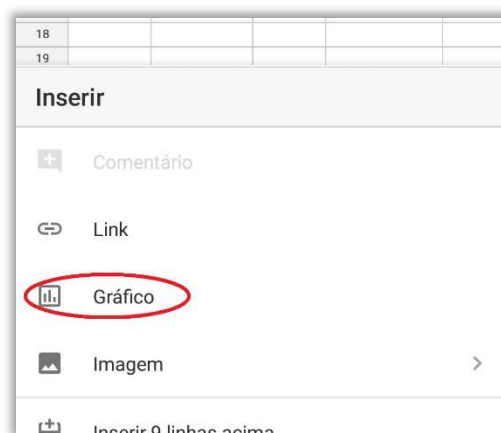 18
19
Inserir
Comentário
Link
Gráfico
Imagem
Inserir 9 linhas acima